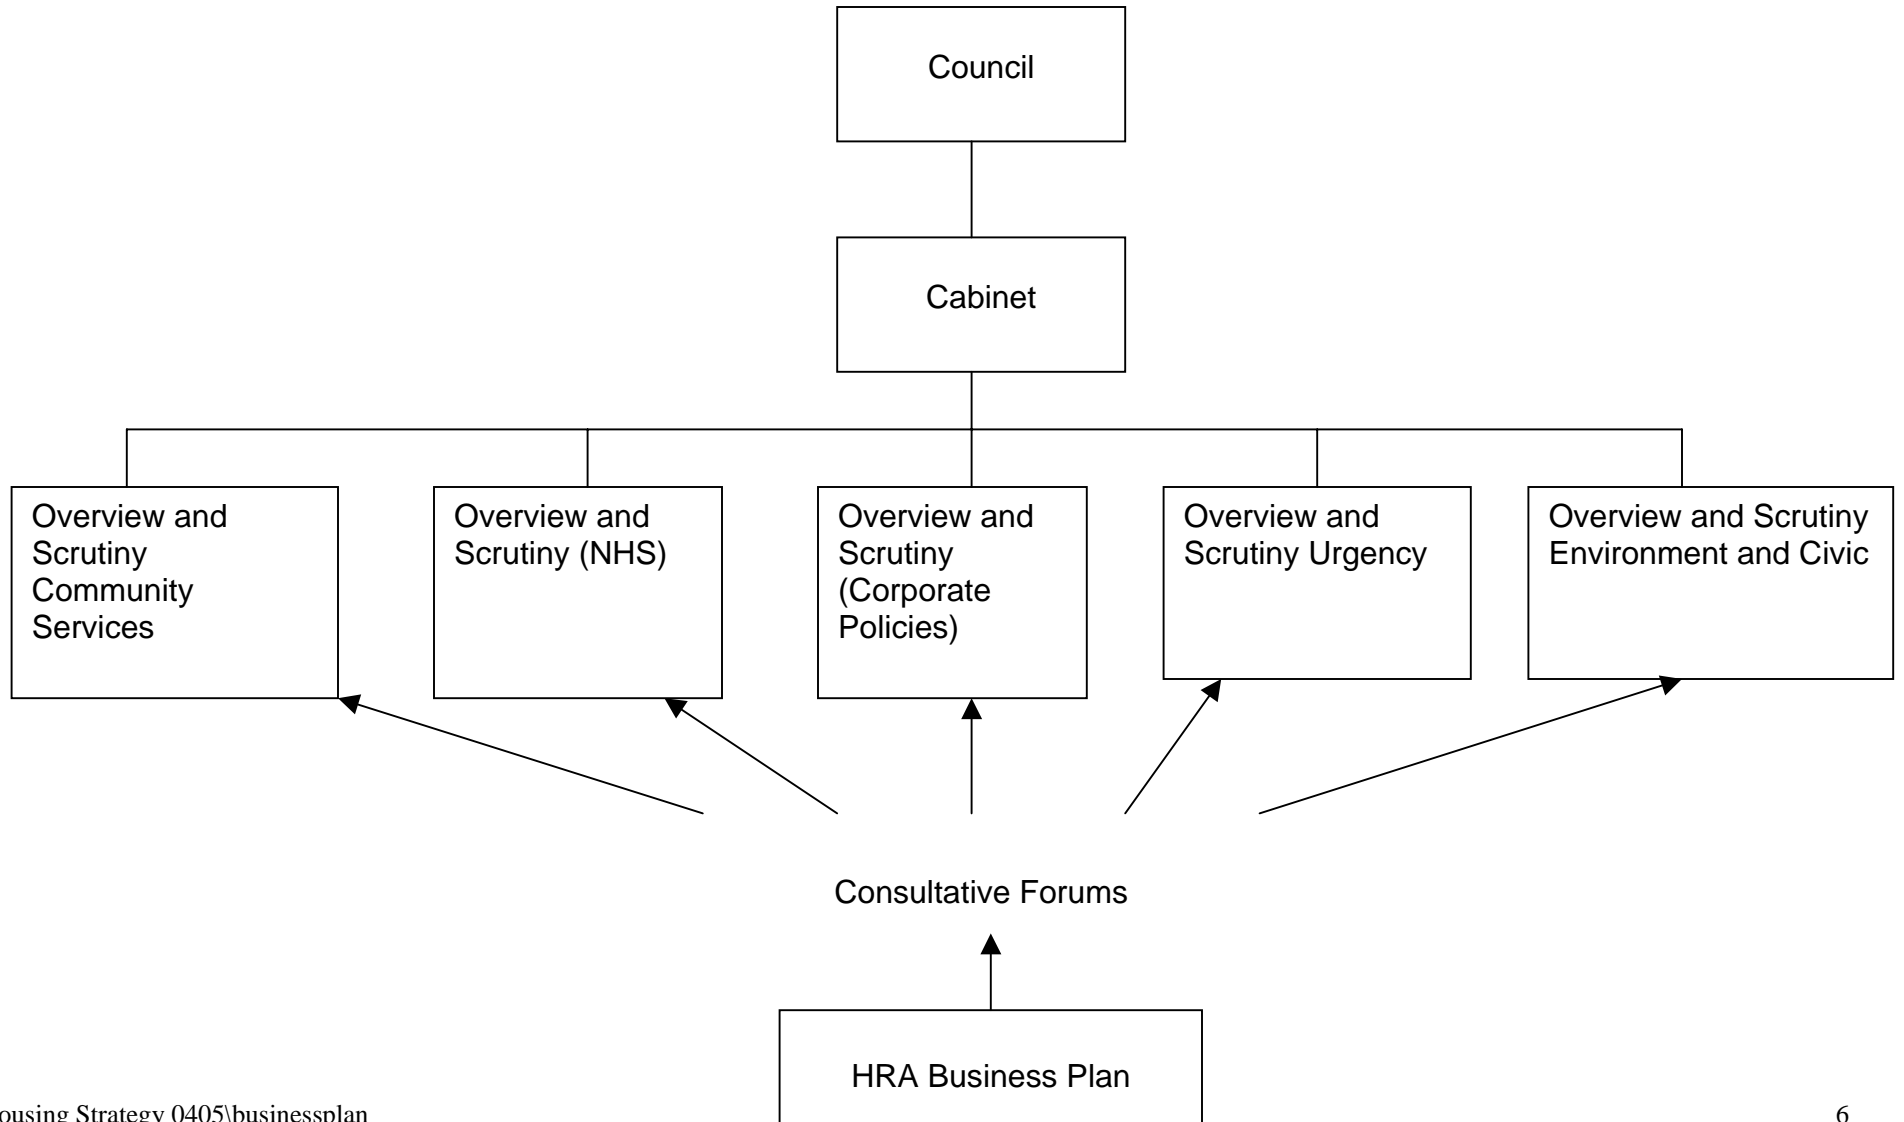 Council
Cabinet
Overview and
Scrutiny
Community
Services
Overview and
Scrutiny (NHS)
Overview and
Scrutiny
(Corporate
Policies)
Overview and
Scrutiny Urgency
Overview and Scrutiny
Environment and Civic
Consultative Forums
HRA Business Plan
ousing Strategy 0405\businessplan
6